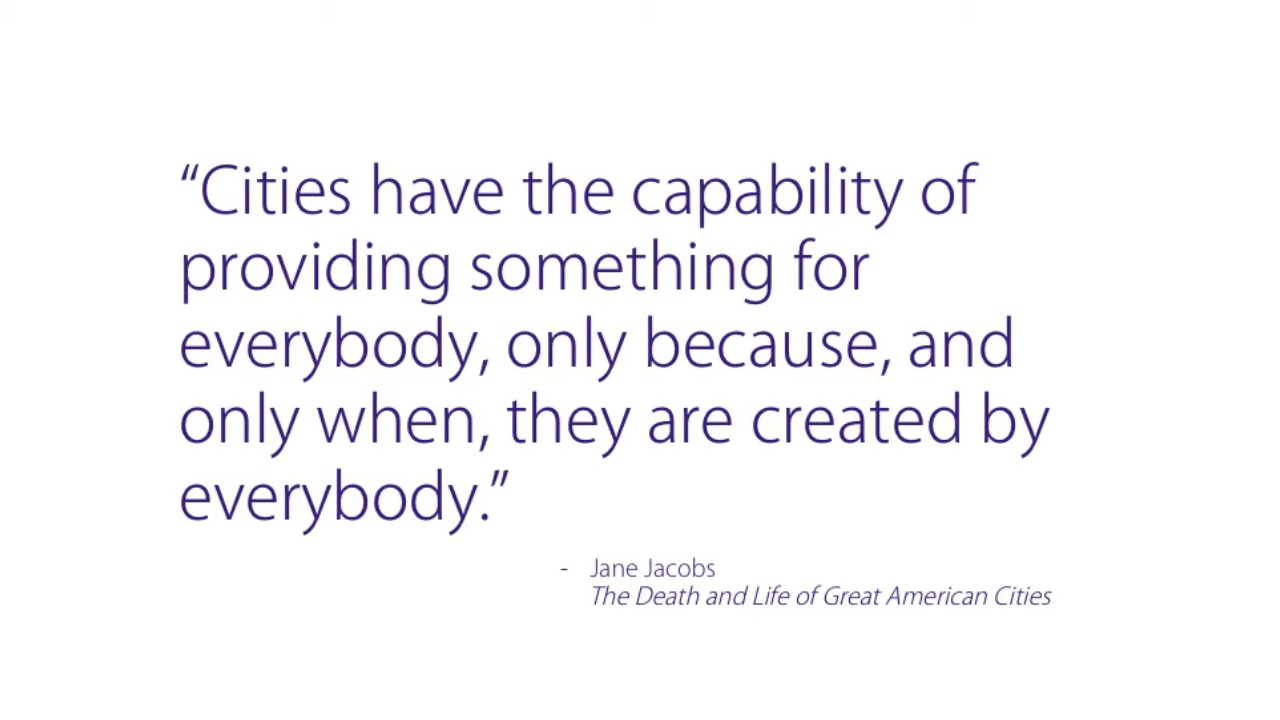 “Cities have the capability of
providing something for
everybody, only because, and
only when, they are created by
everybody.”
- Jane Jacobs
The Death and Life of Great American Cities